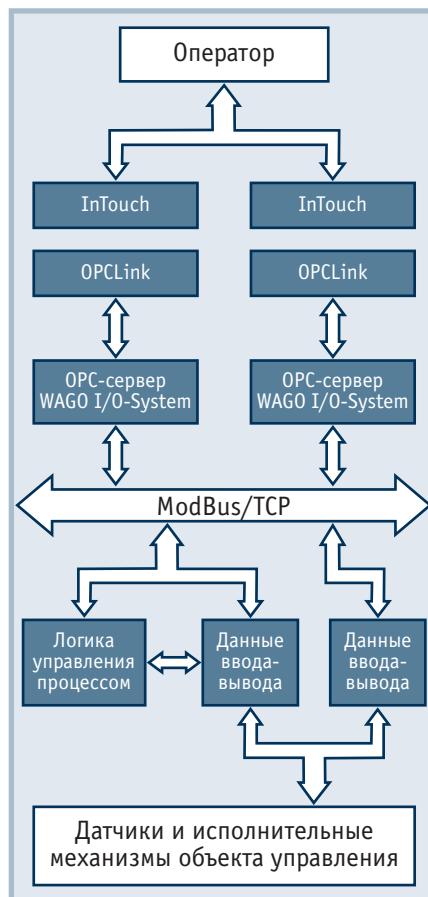 Оператор
InTouch
InTouch
OPCLink
OPCLink
OPC-сервер
WAGO I/O-System
OPC-сервер
WAGO I/O-System
ModBus/TCP
Логика
управления
процессом
Данные
ввода-
вывода
Данные
ввода-
вывода
Датчики и исполнительные
механизмы объекта управления